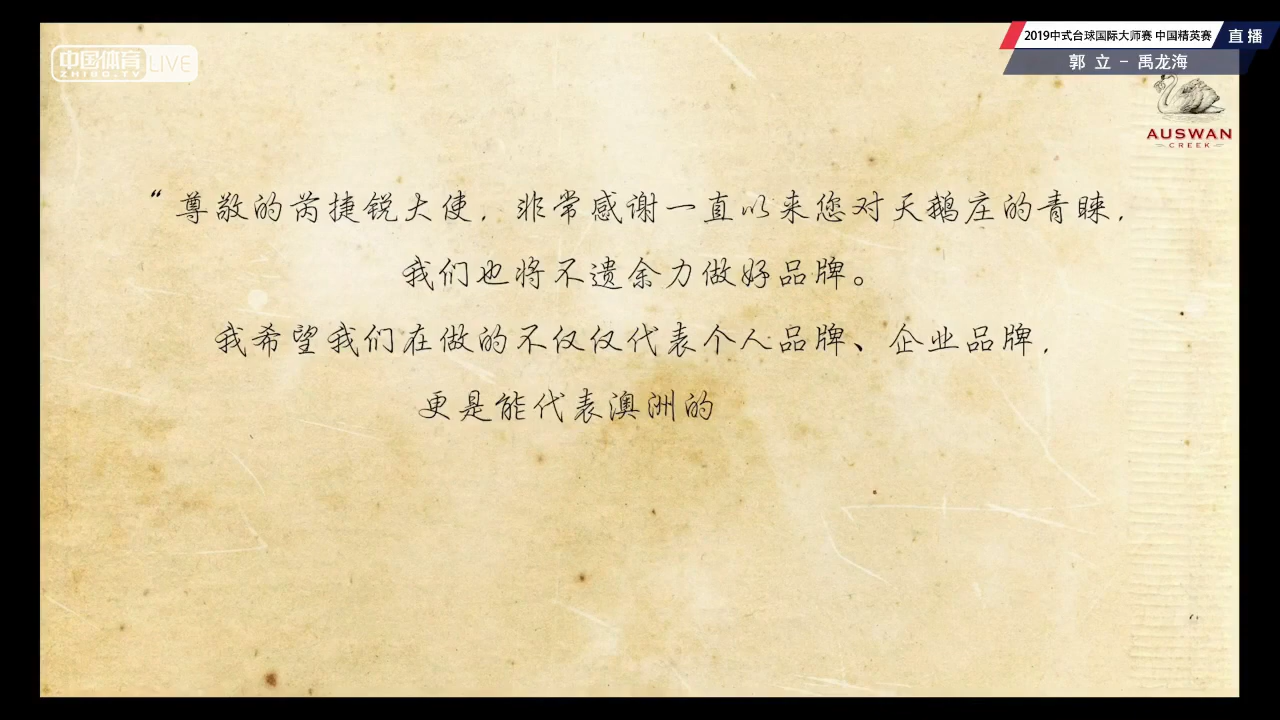 中国体育
ZHIBO.TV
LIVE
2019中式台球国际大师赛 中国精英赛
直播
郭 立 - 禹龙海
AUSWAN
CREEK
“尊敬的芮捷锐大使，非常感谢一直以来您对天鹅庄的青睐，
我们也将不遗余力做好品牌。
我希望我们在做的不仅仅代表个人品牌、企业品牌，
更是能代表澳洲的